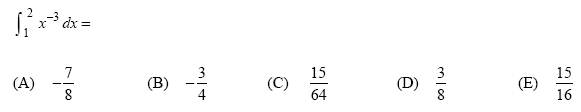 ∫₁² x⁻³ dx =
(A) −7/8 (B) −3/4 (C) 15/64 (D) 3/8 (E) 15/16